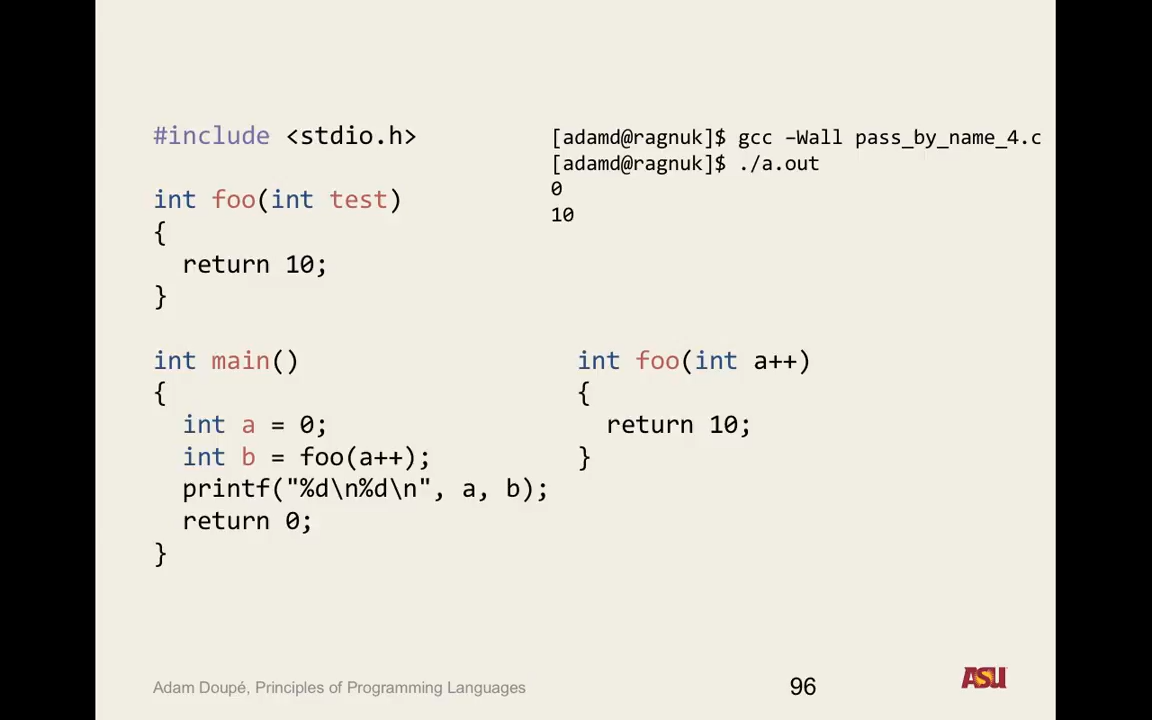 #include <stdio.h>
int foo(int test)
{
return 10;
}
int main()
{
int a = 0;
int b = foo(a++);
printf("%d\n%d\n", a, b);
return 0;
}
[adamd@ragnuk]$ gcc –Wall pass_by_name_4.c
[adamd@ragnuk]$ ./a.out
0
10
int foo(int a++)
{
return 10;
}
Adam Doupé, Principles of Programming Languages
96
ASU